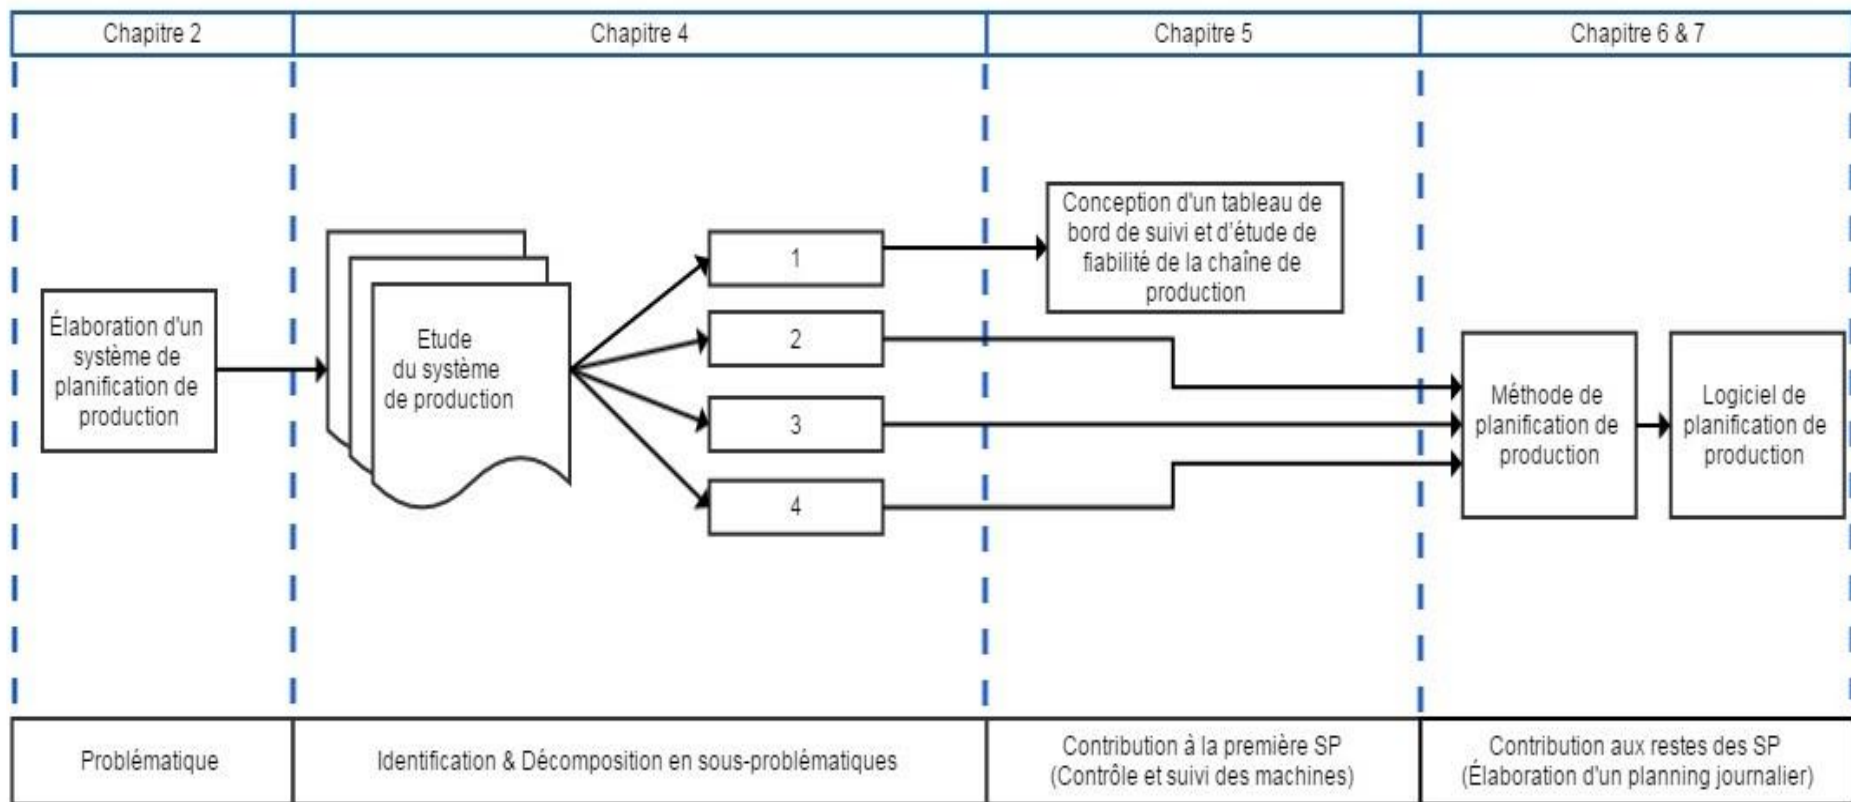 Chapitre 2
Chapitre 4
Chapitre 5
Chapitre 6 & 7
Élaboration d'un
système de
planification de
production
Etude
du système
de production
1
2
3
4
Conception d'un tableau de
bord de suivi et d'étude de
fiabilité de la chaîne de
production
Méthode de
planification de
production
Logiciel de
planification de
production
Problématique
Identification & Décomposition en sous-problématiques
Contribution à la première SP
(Contrôle et suivi des machines)
Contribution aux restes des SP
(Élaboration d'un planning journalier)